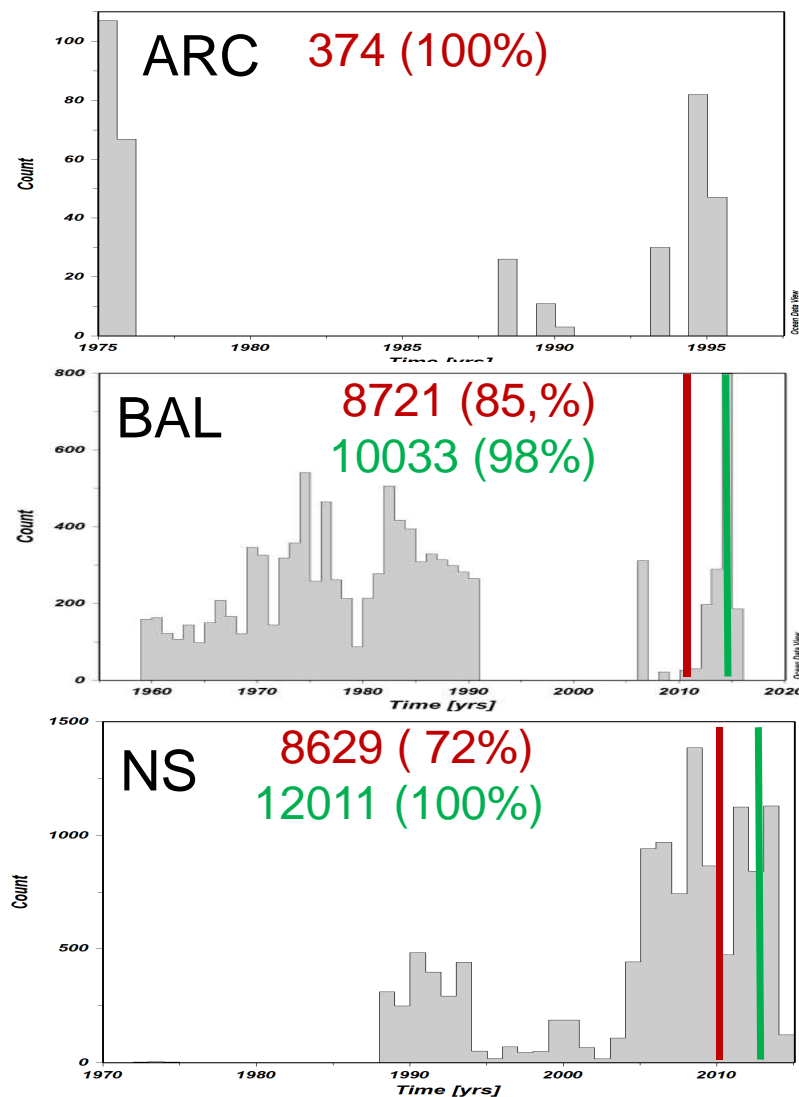 ARC 374 (100%)
100
80
60
40
20
0
Count
1975 1980 1985 1990 1995
Time [yrs]
Ocean Data View
BAL 8721 (85,%)
10033 (98%)
800
600
400
200
0
Count
1960 1970 1980 1990 2000 2010 2020
Time [yrs]
Ocean Data View
NS 8629 ( 72%)
12011 (100%)
1500
1000
500
0
Count
1970 1980 1990 2000 2010
Time [yrs]